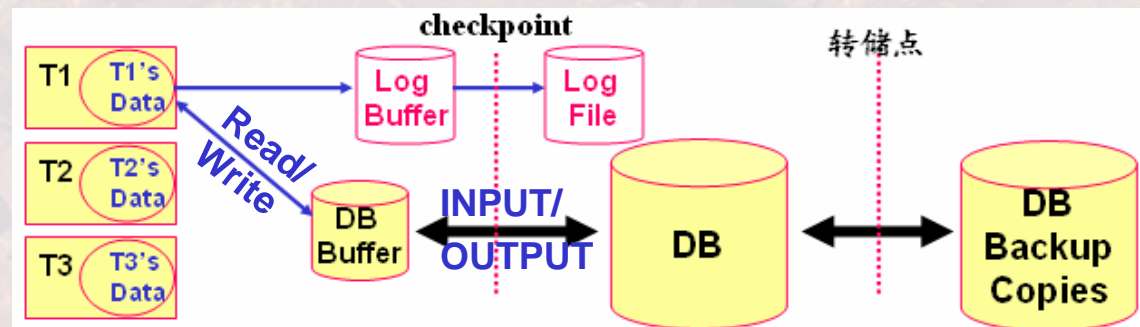 checkpoint
转储点
T1
T1's
Data
Log
Buffer
Log
File
Read/
Write
T2
T2's
Data
DB
Buffer
INPUT/
OUTPUT
DB
DB
Backup
Copies
T3
T3's
Data